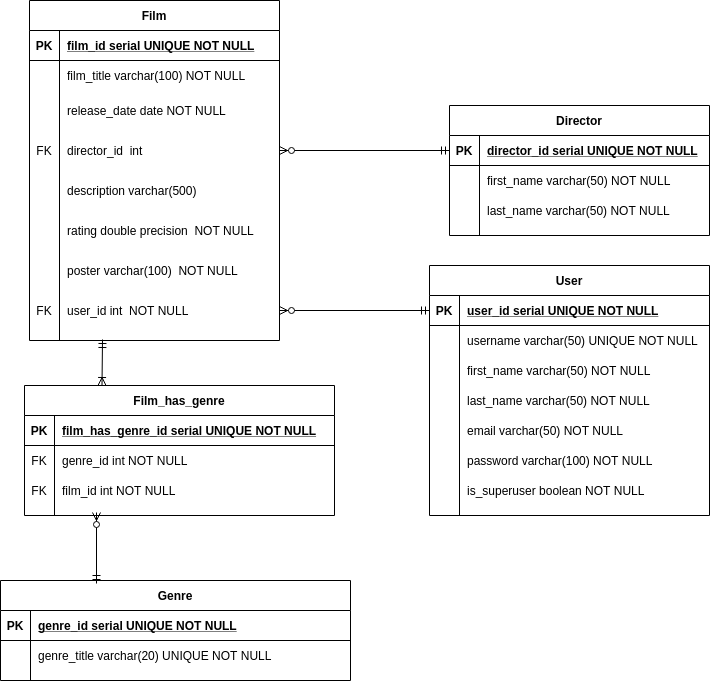 Film
PK film_id serial UNIQUE NOT NULL
film_title varchar(100) NOT NULL
release_date date NOT NULL
FK director_id int
description varchar(500)
rating double precision NOT NULL
poster varchar(100) NOT NULL
FK user_id int NOT NULL
Director
PK director_id serial UNIQUE NOT NULL
first_name varchar(50) NOT NULL
last_name varchar(50) NOT NULL
User
PK user_id serial UNIQUE NOT NULL
username varchar(50) UNIQUE NOT NULL
first_name varchar(50) NOT NULL
last_name varchar(50) NOT NULL
email varchar(50) NOT NULL
password varchar(100) NOT NULL
is_superuser boolean NOT NULL
Film_has_genre
PK film_has_genre_id serial UNIQUE NOT NULL
FK genre_id int NOT NULL
FK film_id int NOT NULL
Genre
PK genre_id serial UNIQUE NOT NULL
genre_title varchar(20) UNIQUE NOT NULL